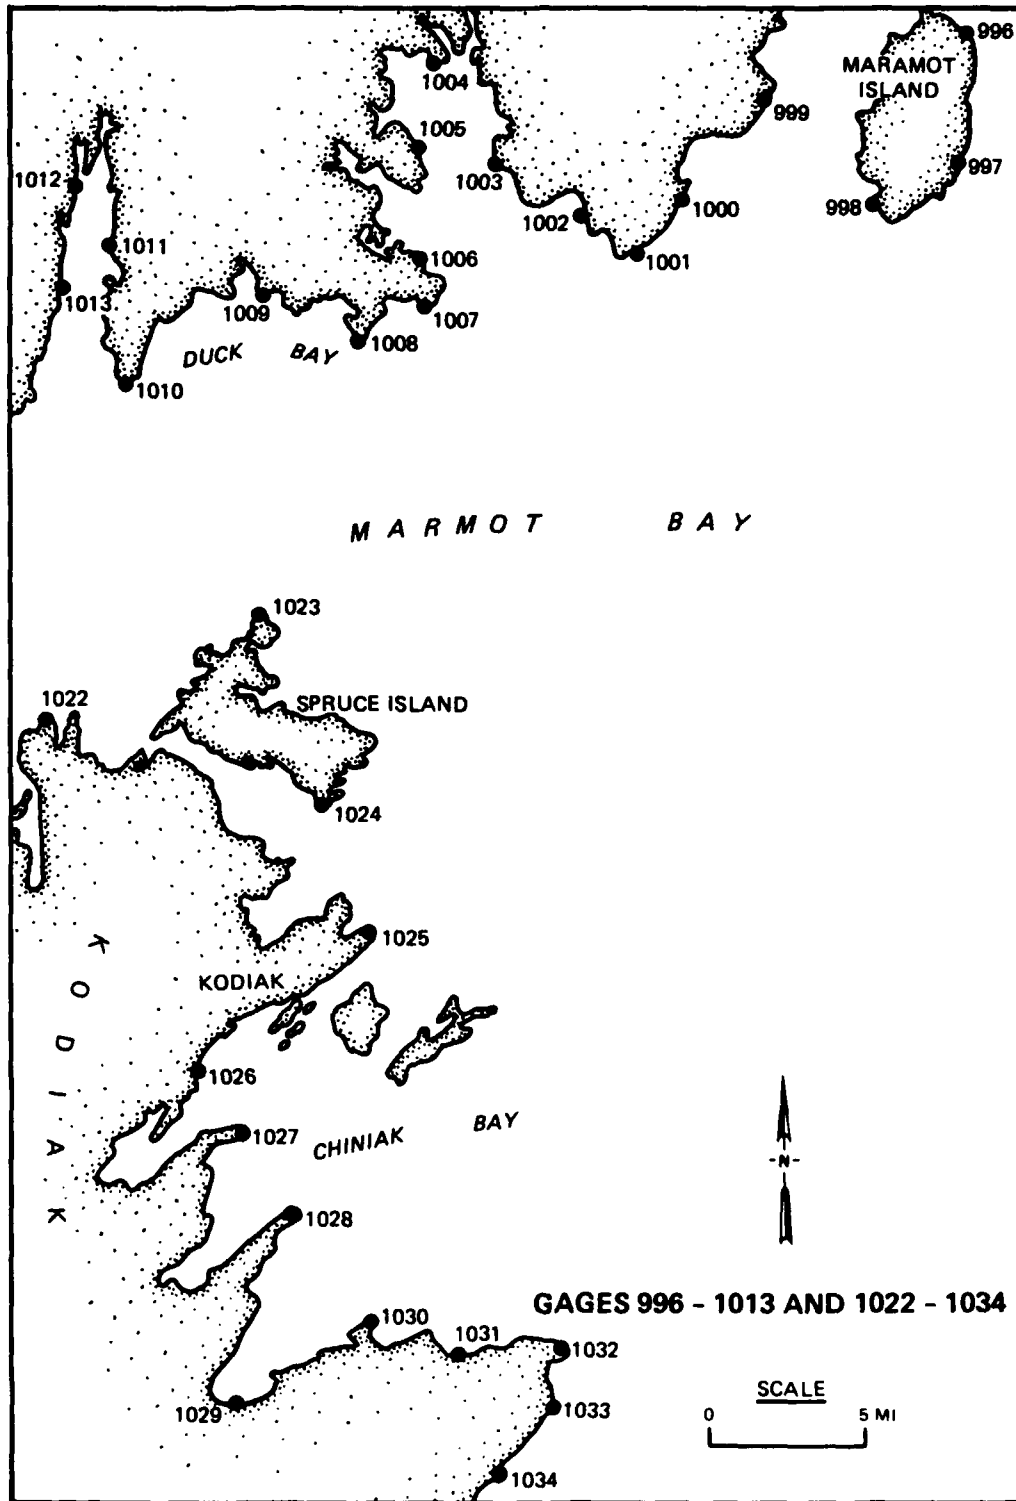 996
MARAMOT
ISLAND
1004
999
1005
1003
997
1012
1000
998
1002
1011
1001
1006
1013
1009
1007
DUCK BAY
1008
1010
MARMOT BAY
1023
1022
SPRUCE ISLAND
1024
1025
KODIAK
KODIAK
1026
1027
CHINIAK BAY
-N-
1028
GAGES 996 - 1013 AND 1022 - 1034
1030
1031
1032
SCALE
1029
1033
0 5 MI
1034